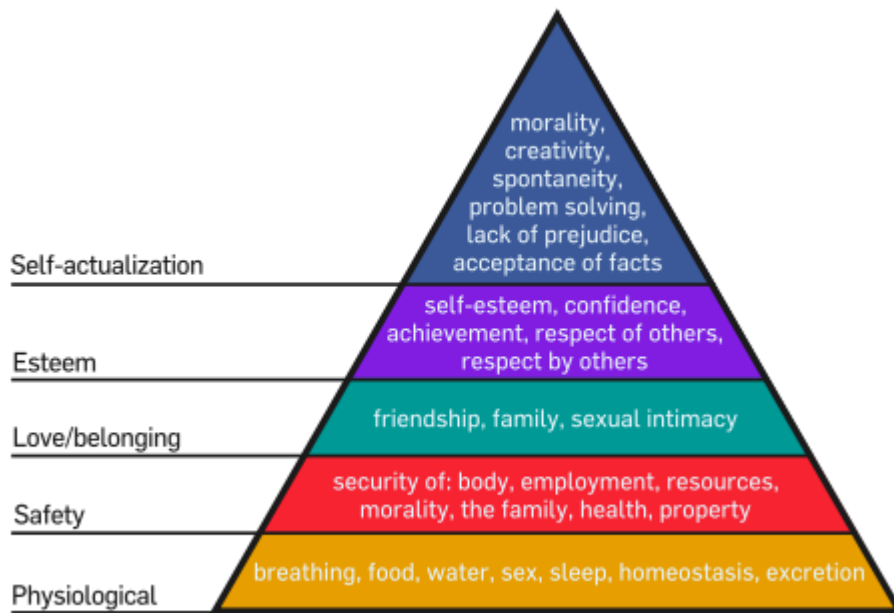 morality,
creativity,
spontaneity,
problem solving,
lack of prejudice,
acceptance of facts
Self-actualization
self-esteem, confidence,
achievement, respect of others,
respect by others
Esteem
friendship, family, sexual intimacy
Love/belonging
security of: body, employment, resources,
morality, the family, health, property
Safety
breathing, food, water, sex, sleep, homeostasis, excretion
Physiological